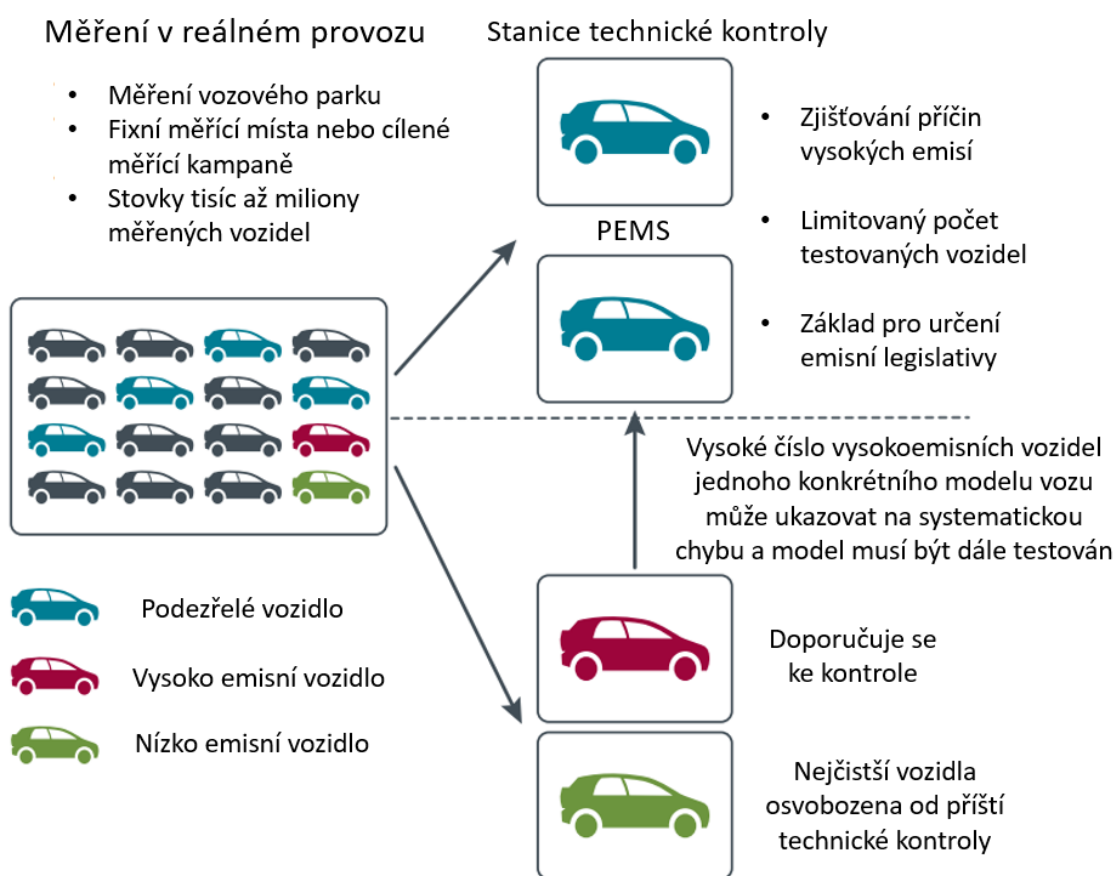 Měření v reálném provozu
• Měření vozového parku
• Fixní měřící místa nebo cílené
měřící kampaně
• Stovky tisíc až miliony
měřených vozidel
Stanice technické kontroly
PEMS
• Zjišťování příčin
vysokých emisí
• Limitovaný počet
testovaných vozidel
• Základ pro určení
emisní legislativy
Vysoké číslo vysokoemisních vozidel
jednoho konkrétního modelu vozu
může ukazovat na systematickou
chybu a model musí být dále testován
Podezřelé vozidlo
Vysoko emisní vozidlo
Nízko emisní vozidlo
Doporučuje se
ke kontrole
Nejčistší vozidla
osvobozena od příští
technické kontroly